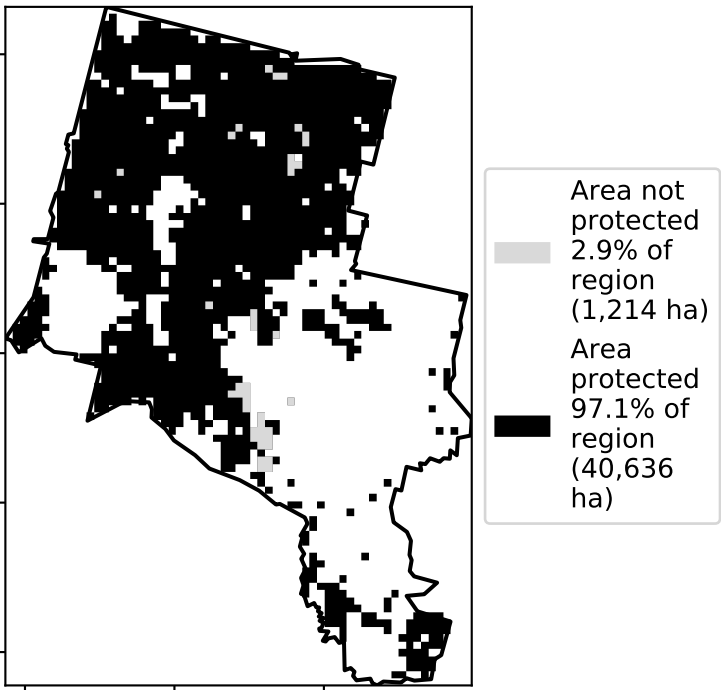 Area not
protected
2.9% of
region
(1,214 ha)
Area
protected
97.1% of
region
(40,636
ha)